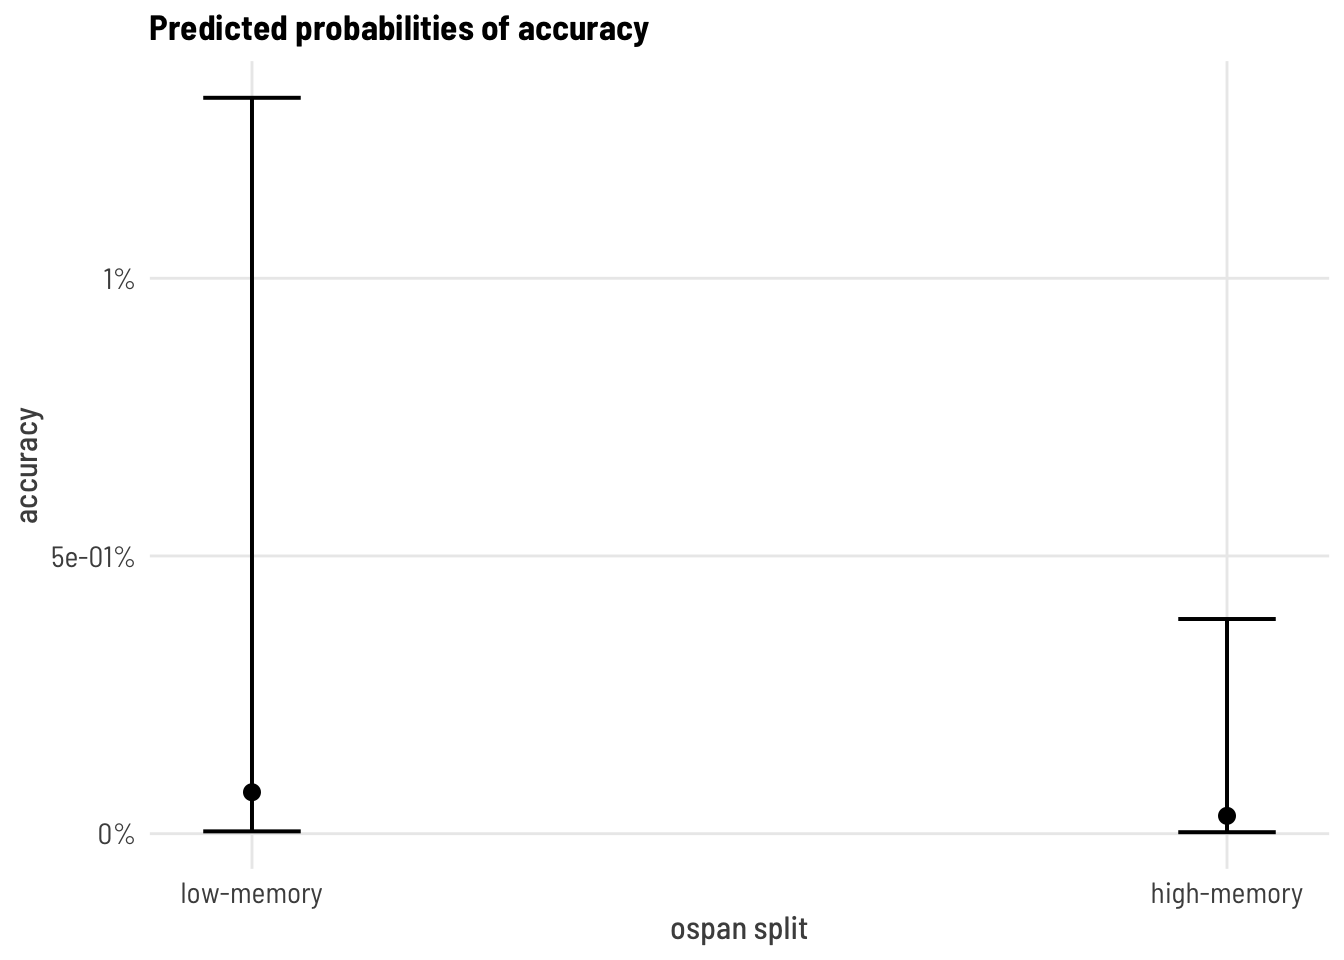 Predicted probabilities of accuracy
1%
5e-01%
0%
accuracy
low-memory
high-memory
ospan split